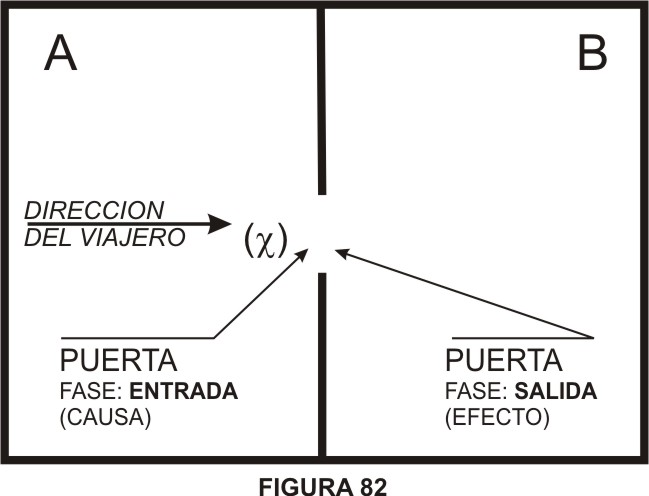 A
B
DIRECCION
DEL VIAJERO
(χ)
PUERTA
FASE: ENTRADA
(CAUSA)
PUERTA
FASE: SALIDA
(EFECTO)
FIGURA 82